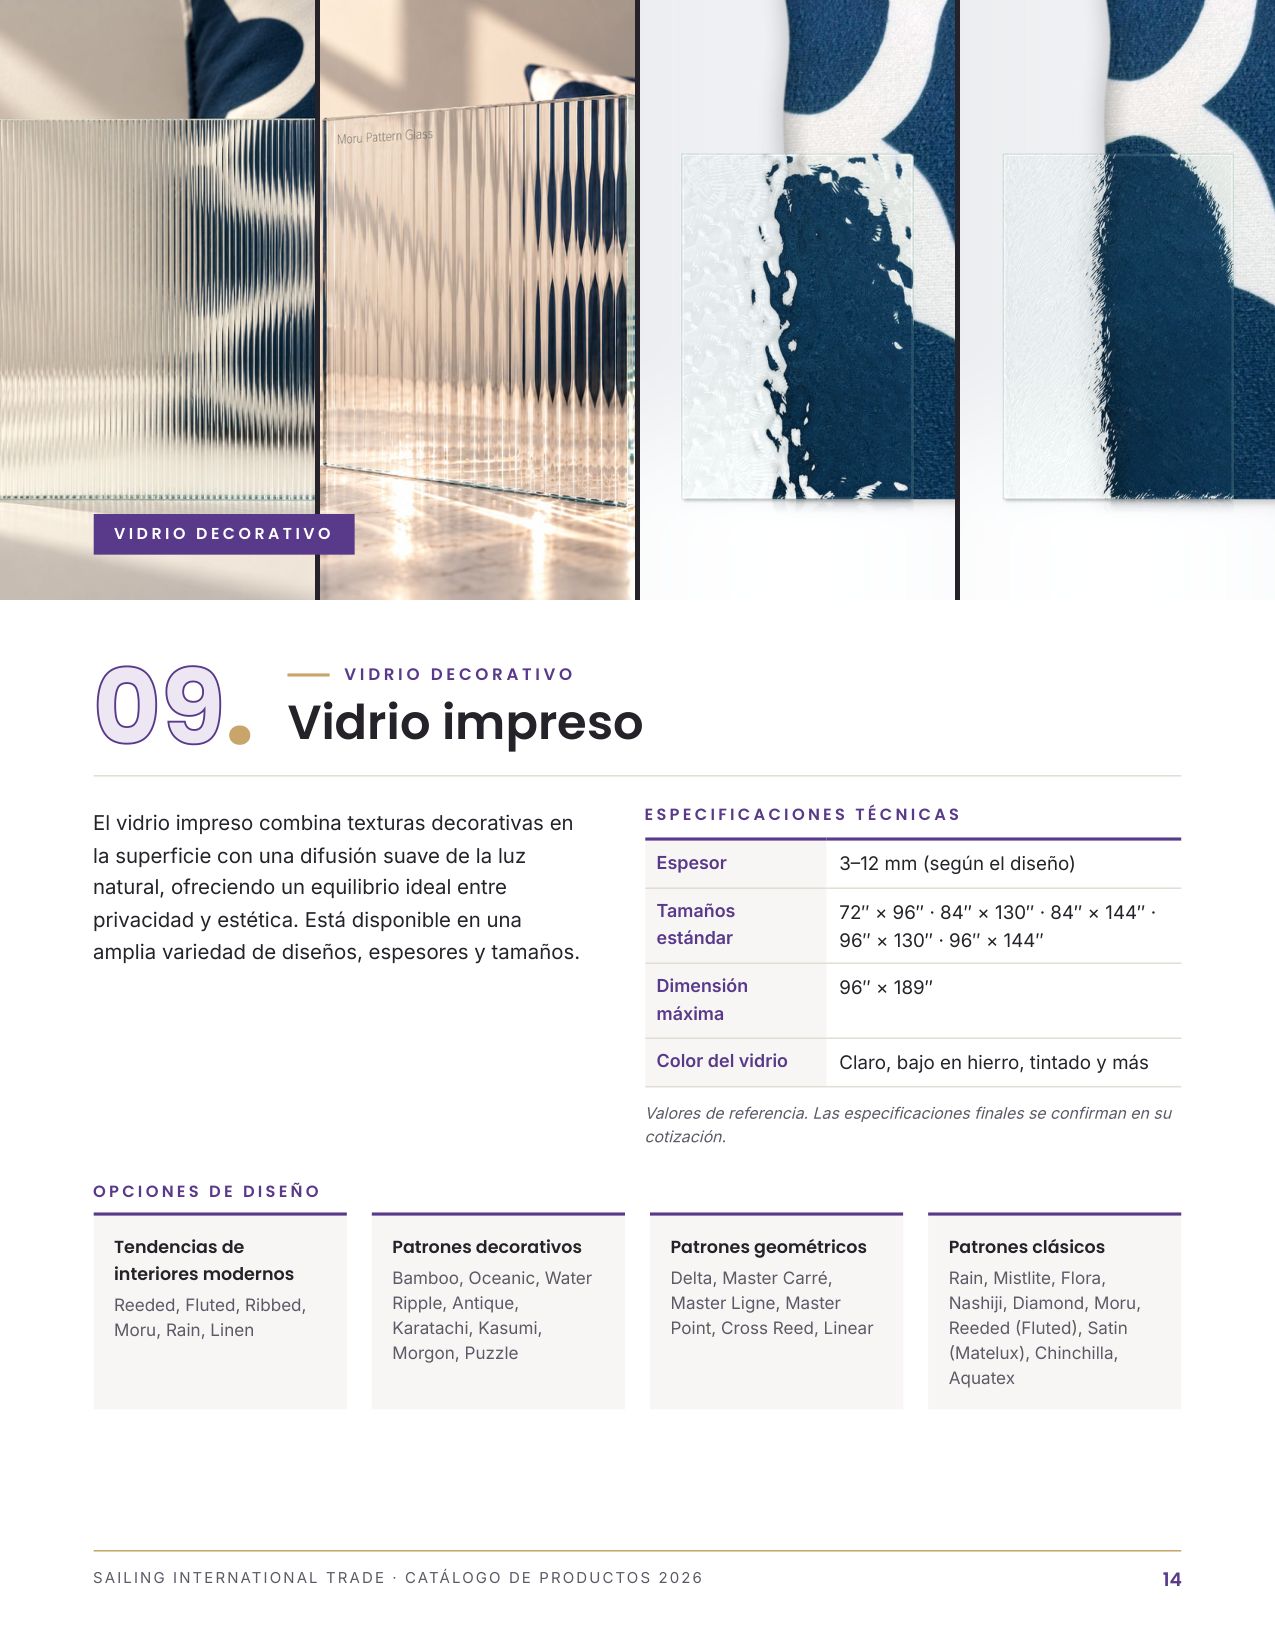 Moru Pattern Glass
VIDRIO DECORATIVO
09.
VIDRIO DECORATIVO
Vidrio impreso
El vidrio impreso combina texturas decorativas en
la superficie con una difusión suave de la luz
natural, ofreciendo un equilibrio ideal entre
privacidad y estética. Está disponible en una
amplia variedad de diseños, espesores y tamaños.
ESPECIFICACIONES TÉCNICAS
Espesor 3–12 mm (según el diseño)
Tamaños estándar 72″ × 96″ · 84″ × 130″ · 84″ × 144″ ·
96″ × 130″ · 96″ × 144″
Dimensión máxima 96″ × 189″
Color del vidrio Claro, bajo en hierro, tintado y más
Valores de referencia. Las especificaciones finales se confirman en su
cotización.
OPCIONES DE DISEÑO
Tendencias de
interiores modernos
Reeded, Fluted, Ribbed,
Moru, Rain, Linen
Patrones decorativos
Bamboo, Oceanic, Water
Ripple, Antique,
Karatachi, Kasumi,
Morgon, Puzzle
Patrones geométricos
Delta, Master Carré,
Master Ligne, Master
Point, Cross Reed, Linear
Patrones clásicos
Rain, Mistlite, Flora,
Nashiji, Diamond, Moru,
Reeded (Fluted), Satin
(Matelux), Chinchilla,
Aquatex
SAILING INTERNATIONAL TRADE · CATÁLOGO DE PRODUCTOS 2026
14